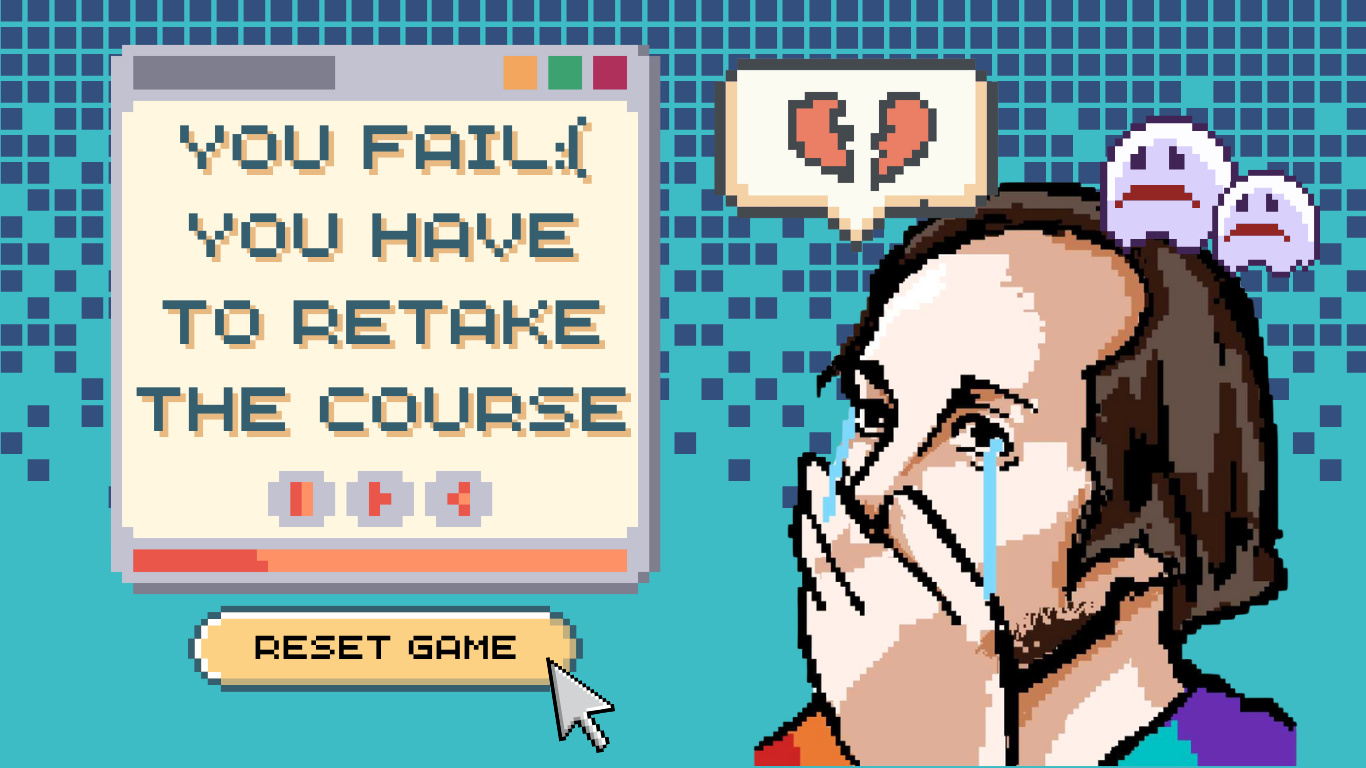 YOU FAIL:(
YOU HAVE
TO RETAKE
THE COURSE
RESET GAME